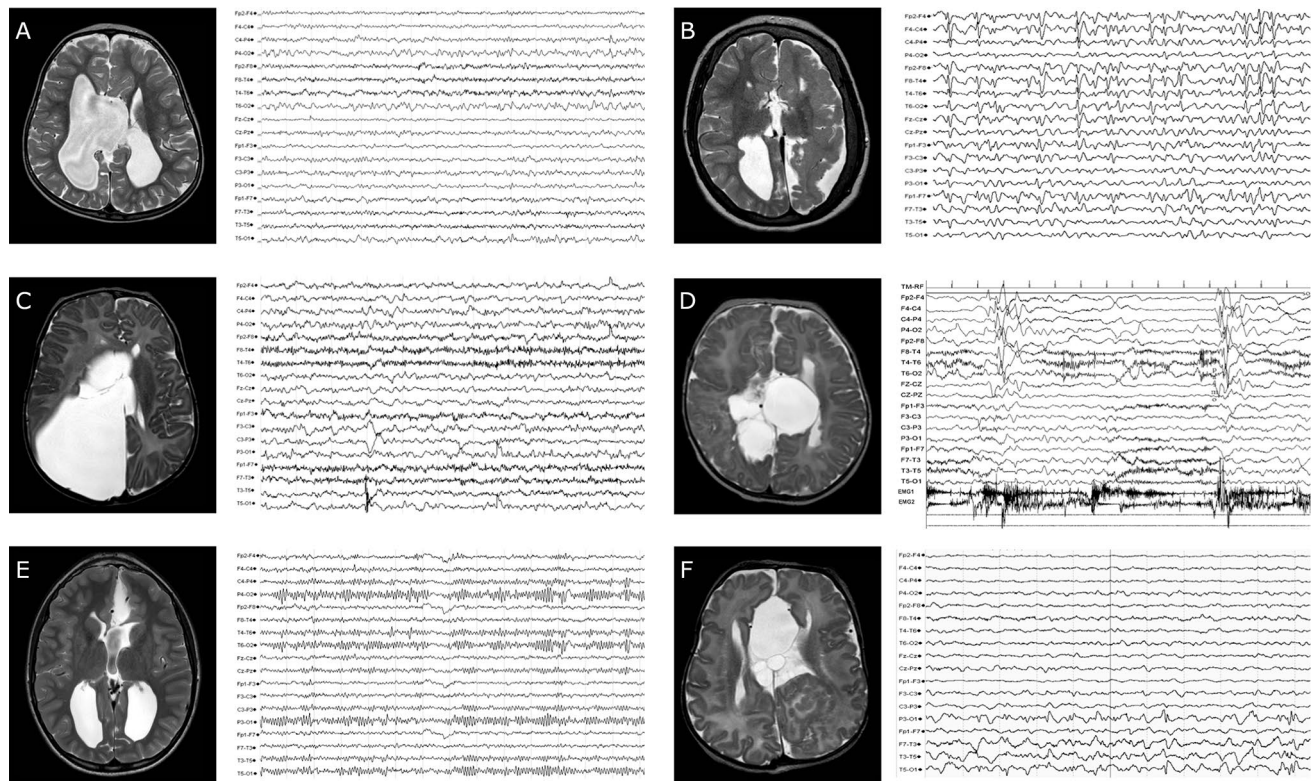 A
Fp2-F4
F4-C4
C4-P4
P4-O2
Fp2-F8
F8-T4
T4-T6
T6-O2
Fz-Cz
Cz-Pz
Fp1-F3
F3-C3
C3-P3
P3-O1
Fp1-F7
F7-T3
T3-T5
T5-O1
B
Fp2-F4
F4-C4
C4-P4
P4-O2
Fp2-F8
F8-T4
T4-T6
T6-O2
Fz-Cz
Cz-Pz
Fp1-F3
F3-C3
C3-P3
P3-O1
Fp1-F7
F7-T3
T3-T5
T5-O1
C
Fp2-F4
F4-C4
C4-P4
P4-O2
Fp2-F8
F8-T4
T4-T6
T6-O2
Fz-Cz
Cz-Pz
Fp1-F3
F3-C3
C3-P3
P3-O1
Fp1-F7
F7-T3
T3-T5
T5-O1
D
TM-RF
Fp2-F4
F4-C4
C4-P4
P4-O2
Fp2-F8
F8-T4
T4-T6
T6-O2
FZ-CZ
CZ-PZ
Fp1-F3
F3-C3
C3-P3
P3-O1
Fp1-F7
F7-T3
T3-T5
T5-O1
EMG1
EMG2
E
Fp2-F4
F4-C4
C4-P4
P4-O2
Fp2-F8
F8-T4
T4-T6
T6-O2
Fz-Cz
Cz-Pz
Fp1-F3
F3-C3
C3-P3
P3-O1
Fp1-F7
F7-T3
T3-T5
T5-O1
F
Fp2-F4
F4-C4
C4-P4
P4-O2
Fp2-F8
F8-T4
T4-T6
T6-O2
Fz-Cz
Cz-Pz
Fp1-F3
F3-C3
C3-P3
P3-O1
Fp1-F7
F7-T3
T3-T5
T5-O1